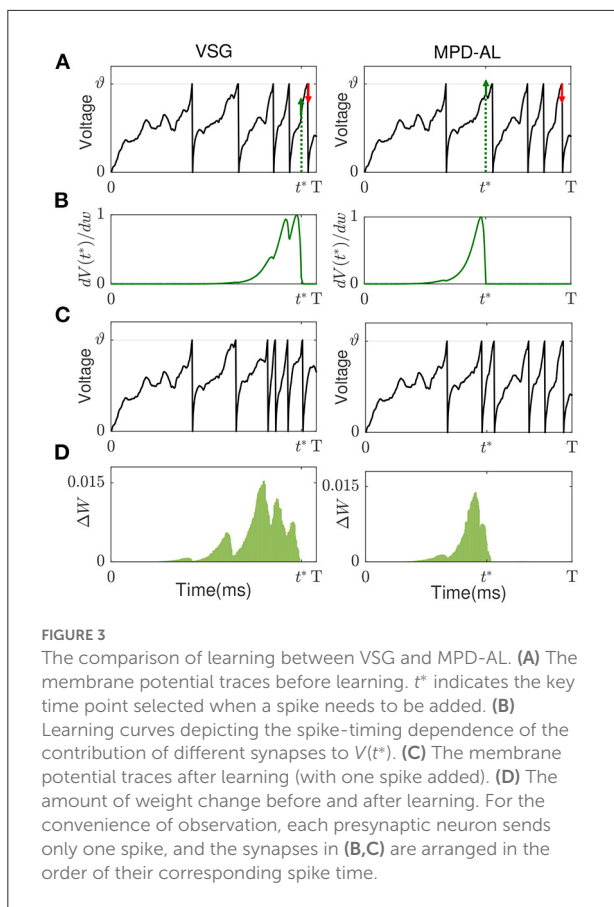 VSG MPD-AL
A
Voltage ϑ 0 0 t* T
Voltage ϑ 0 0 t* T
B
dV(t*)/dw 1 0 0 t* T
dV(t*)/dw 1 0 0 t* T
C
Voltage ϑ 0 0 t* T
Voltage ϑ 0 0 t* T
D
ΔW 0.015 0 0 t* T
Time(ms)
ΔW 0.015 0 0 t* T
Time(ms)
FIGURE 3
The comparison of learning between VSG and MPD-AL. (A) The
membrane potential traces before learning. t* indicates the key
time point selected when a spike needs to be added. (B)
Learning curves depicting the spike-timing dependence of the
contribution of different synapses to V(t*). (C) The membrane
potential traces after learning (with one spike added). (D) The
amount of weight change before and after learning. For the
convenience of observation, each presynaptic neuron sends
only one spike, and the synapses in (B,C) are arranged in the
order of their corresponding spike time.